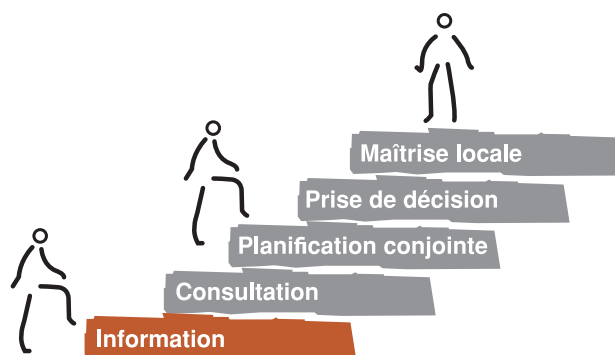 Maîtrise locale
Prise de décision
Planification conjointe
Consultation
Information